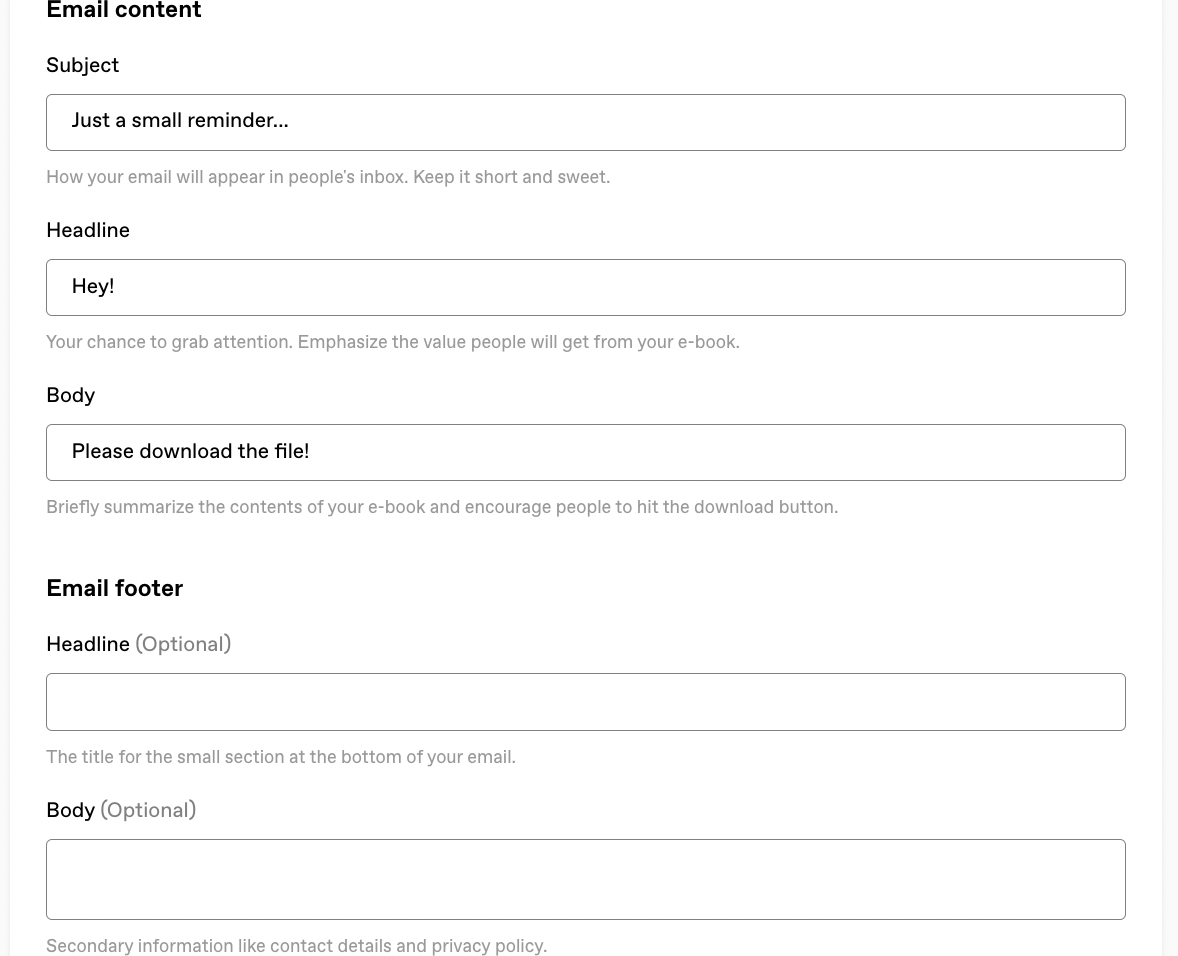 Email content
Subject
Just a small reminder...
How your email will appear in people's inbox. Keep it short and sweet.
Headline
Hey!
Your chance to grab attention. Emphasize the value people will get from your e-book.
Body
Please download the file!
Briefly summarize the contents of your e-book and encourage people to hit the download button.
Email footer
Headline (Optional)
The title for the small section at the bottom of your email.
Body (Optional)
Secondary information like contact details and privacy policy.